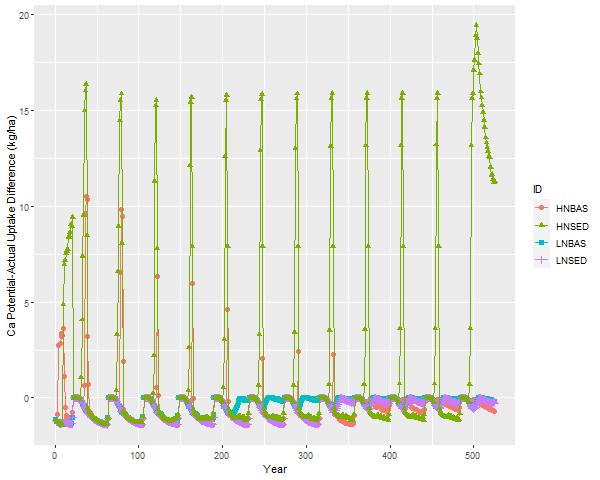 20
15
10
5
0
Ca Potential-Actual Uptake Difference (kg/ha)
0
100
200
300
400
500
Year
ID
HNBAS
HNSED
LNBAS
LNSED